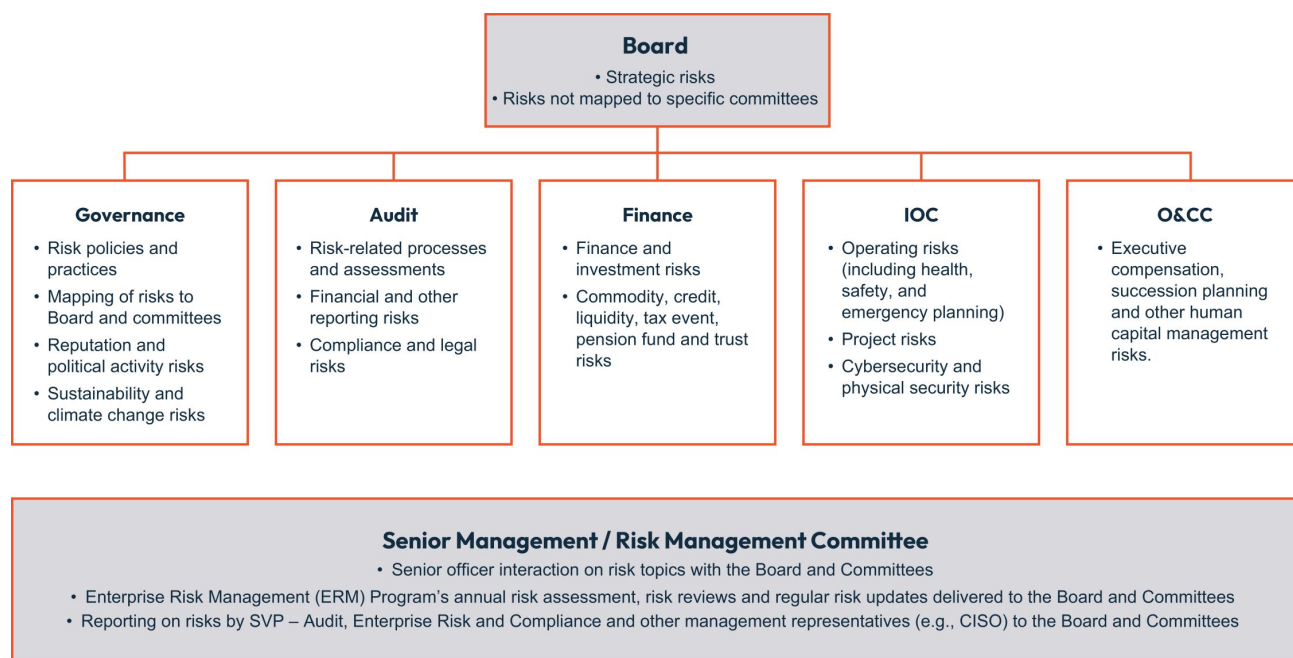 Board
• Strategic risks
• Risks not mapped to specific committees
Governance
• Risk policies and
practices
• Mapping of risks to
Board and committees
• Reputation and
political activity risks
• Sustainability and
climate change risks
Audit
• Risk-related processes
and assessments
• Financial and other
reporting risks
• Compliance and legal
risks
Finance
• Finance and
investment risks
• Commodity, credit,
liquidity, tax event,
pension fund and trust
risks
IOC
• Operating risks
(including health,
safety, and
emergency planning)
• Project risks
• Cybersecurity and
physical security risks
O&CC
• Executive
compensation,
succession planning
and other human
capital management
risks.
Senior Management / Risk Management Committee
• Senior officer interaction on risk topics with the Board and Committees
• Enterprise Risk Management (ERM) Program’s annual risk assessment, risk reviews and regular risk updates delivered to the Board and Committees
• Reporting on risks by SVP – Audit, Enterprise Risk and Compliance and other management representatives (e.g., CISO) to the Board and Committees